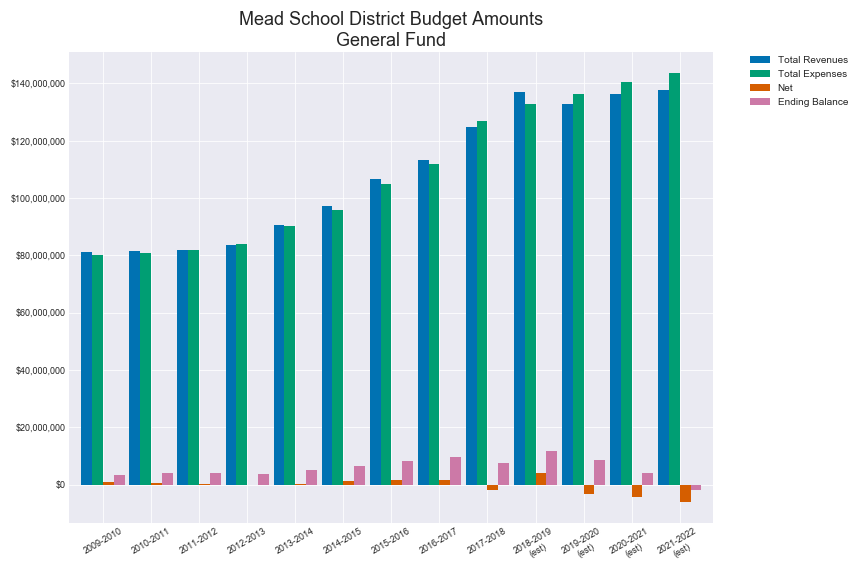 Mead School District Budget Amounts
General Fund
Total Revenues
Total Expenses
Net
Ending Balance
$140,000,000
$120,000,000
$100,000,000
$80,000,000
$60,000,000
$40,000,000
$20,000,000
$0
2009-2010
2010-2011
2011-2012
2012-2013
2013-2014
2014-2015
2015-2016
2016-2017
2017-2018
2018-2019
(est)
2019-2020
(est)
2020-2021
(est)
2021-2022
(est)